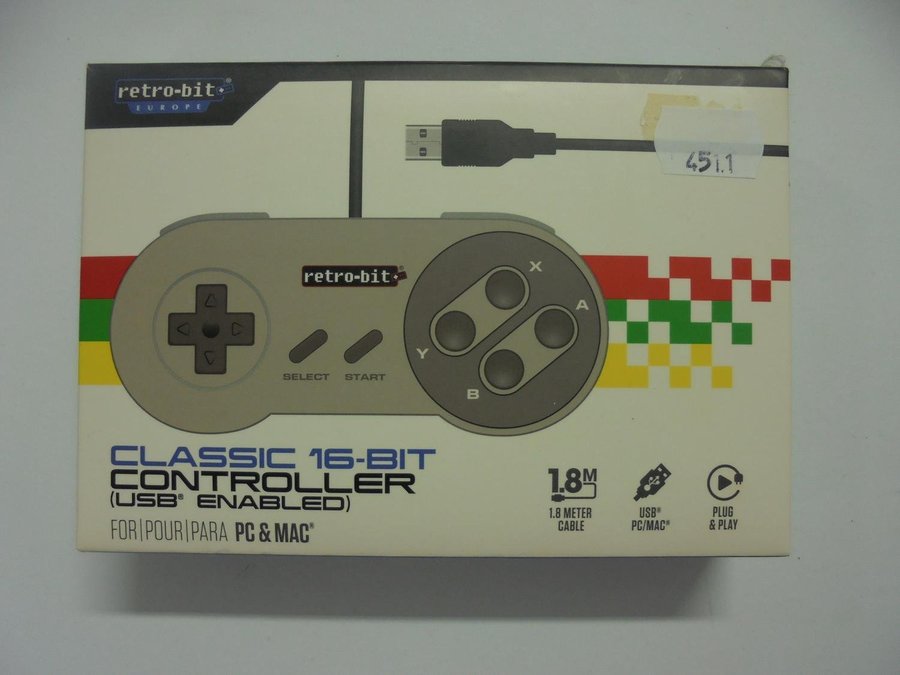 retro-bit®
EUROPE
451.1
retro-bit®
X
A
Y
B
SELECT START
CLASSIC 16-BIT
CONTROLLER
(USB® ENABLED)
FOR|POUR|PARA PC & MAC®
1.8M
1.8 METER
CABLE
USB®
PC/MAC®
PLUG
& PLAY